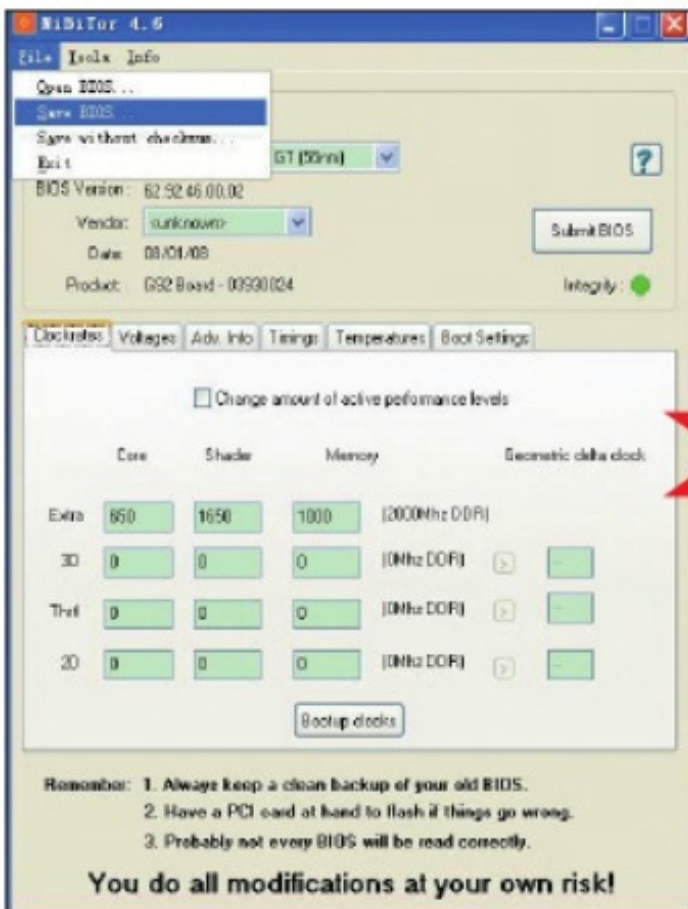 NiBiTor 4.6
File Tools Info
Open BIOS...
Save BIOS...
Save without checksum...
Exit
GT (55nm)
?
BIOS Version: 62.92.46.00.02
Vendor: <unknown>
Submit BIOS
Date: 08/01/08
Product: G92 Board - 03930024
Integrity:
Clockrates Voltages Adv. Info Timings Temperatures Boot Settings
Change amount of active performance levels
Core Shader Memory Geometric delta clock
Extra 650 1650 1000 (2000Mhz DDR)
3D 0 0 0 (0Mhz DDR) > --
Thrtl 0 0 0 (0Mhz DDR) > --
2D 0 0 0 (0Mhz DDR) > --
Bootup clocks
Remember: 1. Always keep a clean backup of your old BIOS.
2. Have a PCI card at hand to flash if things go wrong.
3. Probably not every BIOS will be read correctly.
You do all modifications at your own risk!